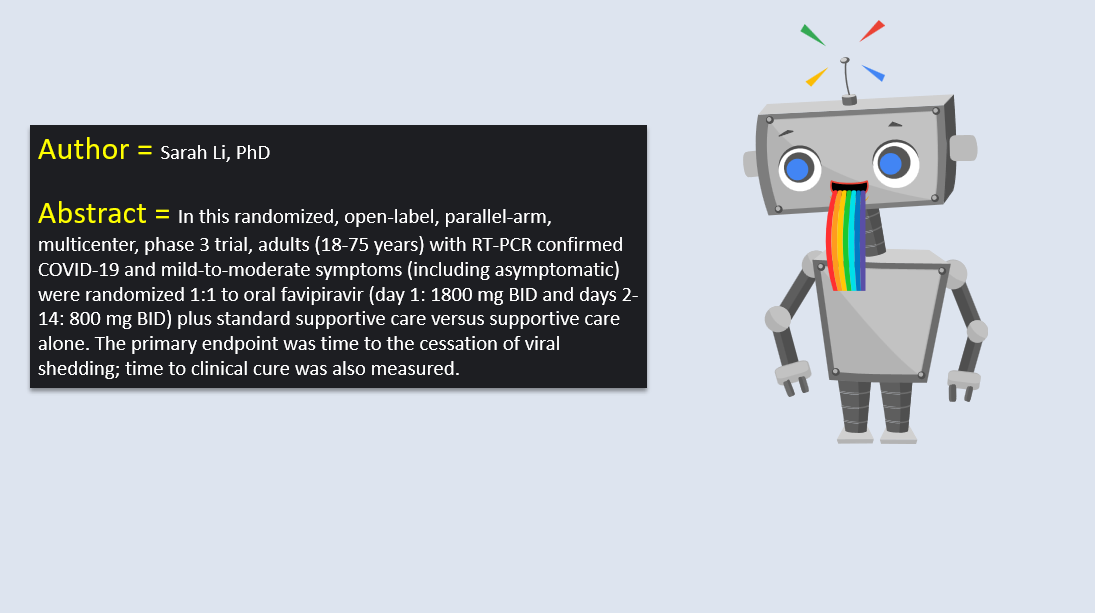 Author = Sarah Li, PhD
Abstract = In this randomized, open-label, parallel-arm,
multicenter, phase 3 trial, adults (18-75 years) with RT-PCR confirmed
COVID-19 and mild-to-moderate symptoms (including asymptomatic)
were randomized 1:1 to oral favipiravir (day 1: 1800 mg BID and days 2-
14: 800 mg BID) plus standard supportive care versus supportive care
alone. The primary endpoint was time to the cessation of viral
shedding; time to clinical cure was also measured.